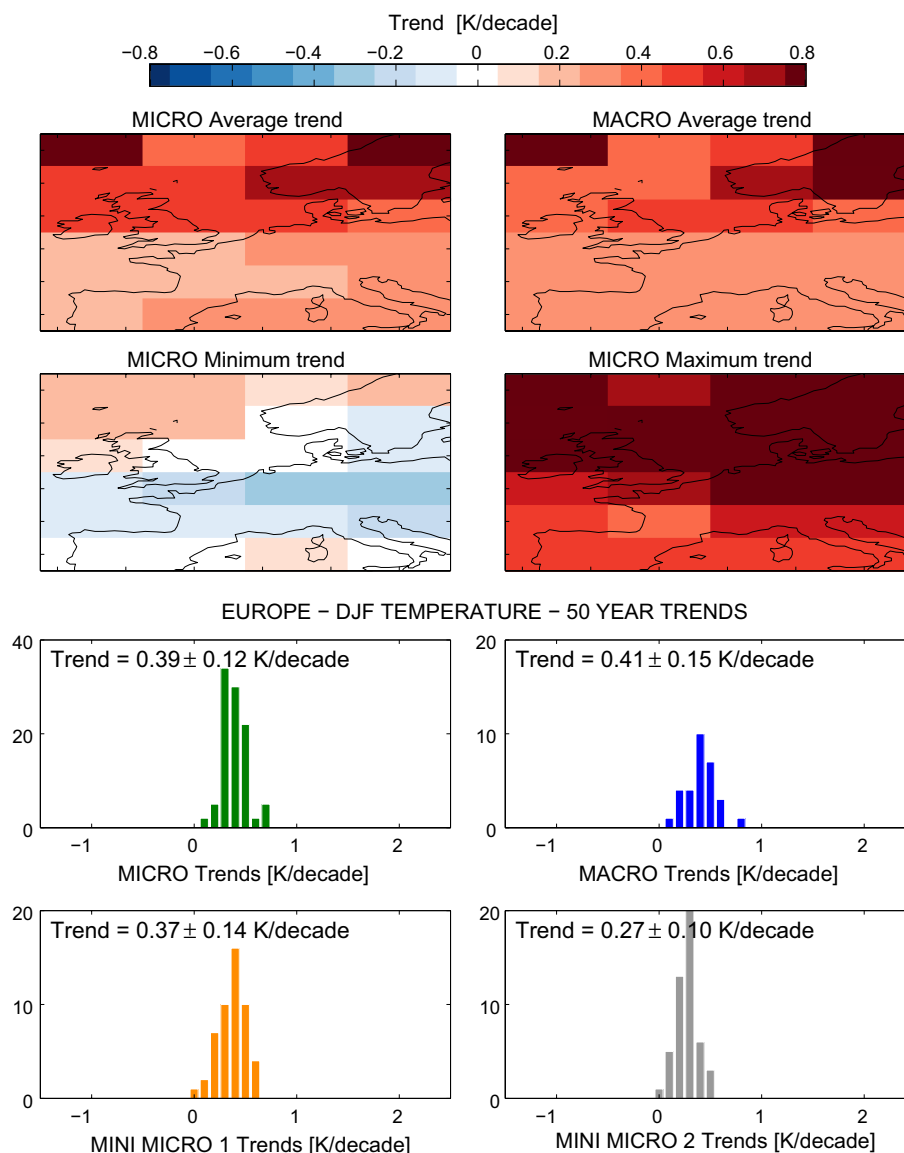 Trend [K/decade]
−0.8 −0.6 −0.4 −0.2 0 0.2 0.4 0.6 0.8
MICRO Average trend
MACRO Average trend
MICRO Minimum trend
MICRO Maximum trend
EUROPE − DJF TEMPERATURE − 50 YEAR TRENDS
40
20
0
Trend = 0.39 ± 0.12 K/decade
−1 0 1 2
MICRO Trends [K/decade]
20
10
0
Trend = 0.41 ± 0.15 K/decade
−1 0 1 2
MACRO Trends [K/decade]
20
10
0
Trend = 0.37 ± 0.14 K/decade
−1 0 1 2
MINI MICRO 1 Trends [K/decade]
20
10
0
Trend = 0.27 ± 0.10 K/decade
−1 0 1 2
MINI MICRO 2 Trends [K/decade]